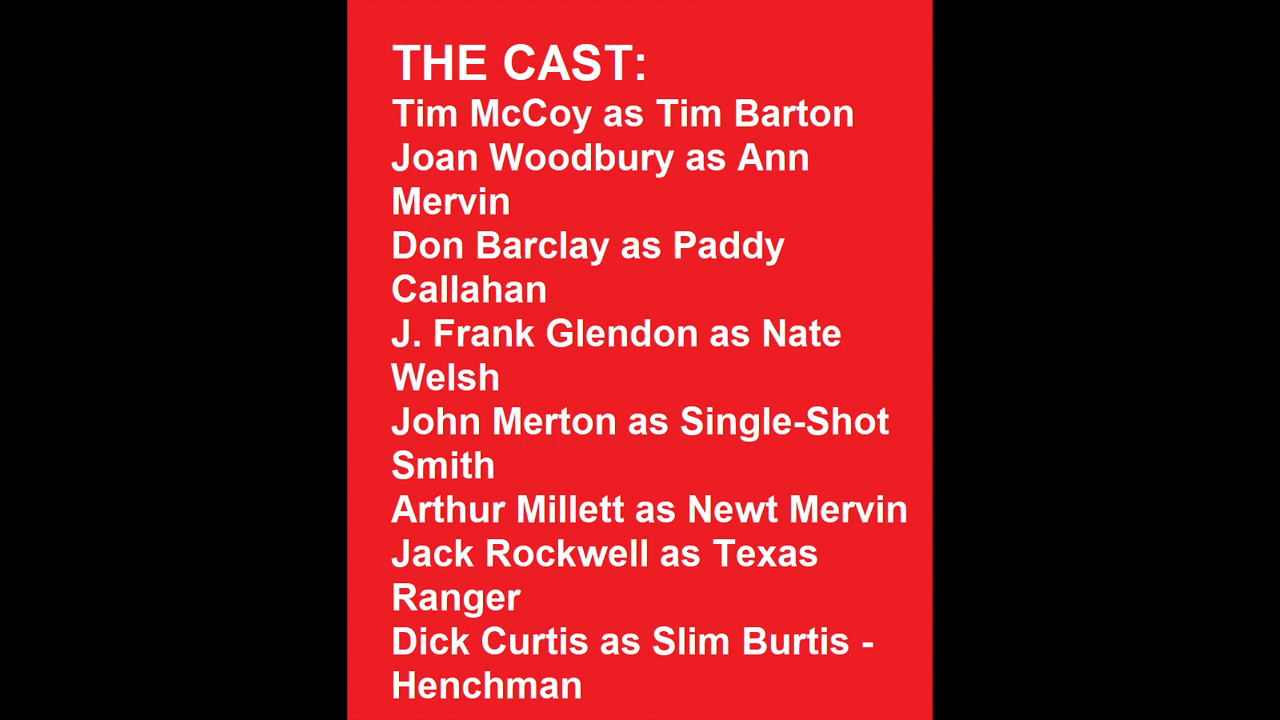 THE CAST:
Tim McCoy as Tim Barton
Joan Woodbury as Ann
Mervin
Don Barclay as Paddy
Callahan
J. Frank Glendon as Nate
Welsh
John Merton as Single-Shot
Smith
Arthur Millett as Newt Mervin
Jack Rockwell as Texas
Ranger
Dick Curtis as Slim Burtis -
Henchman